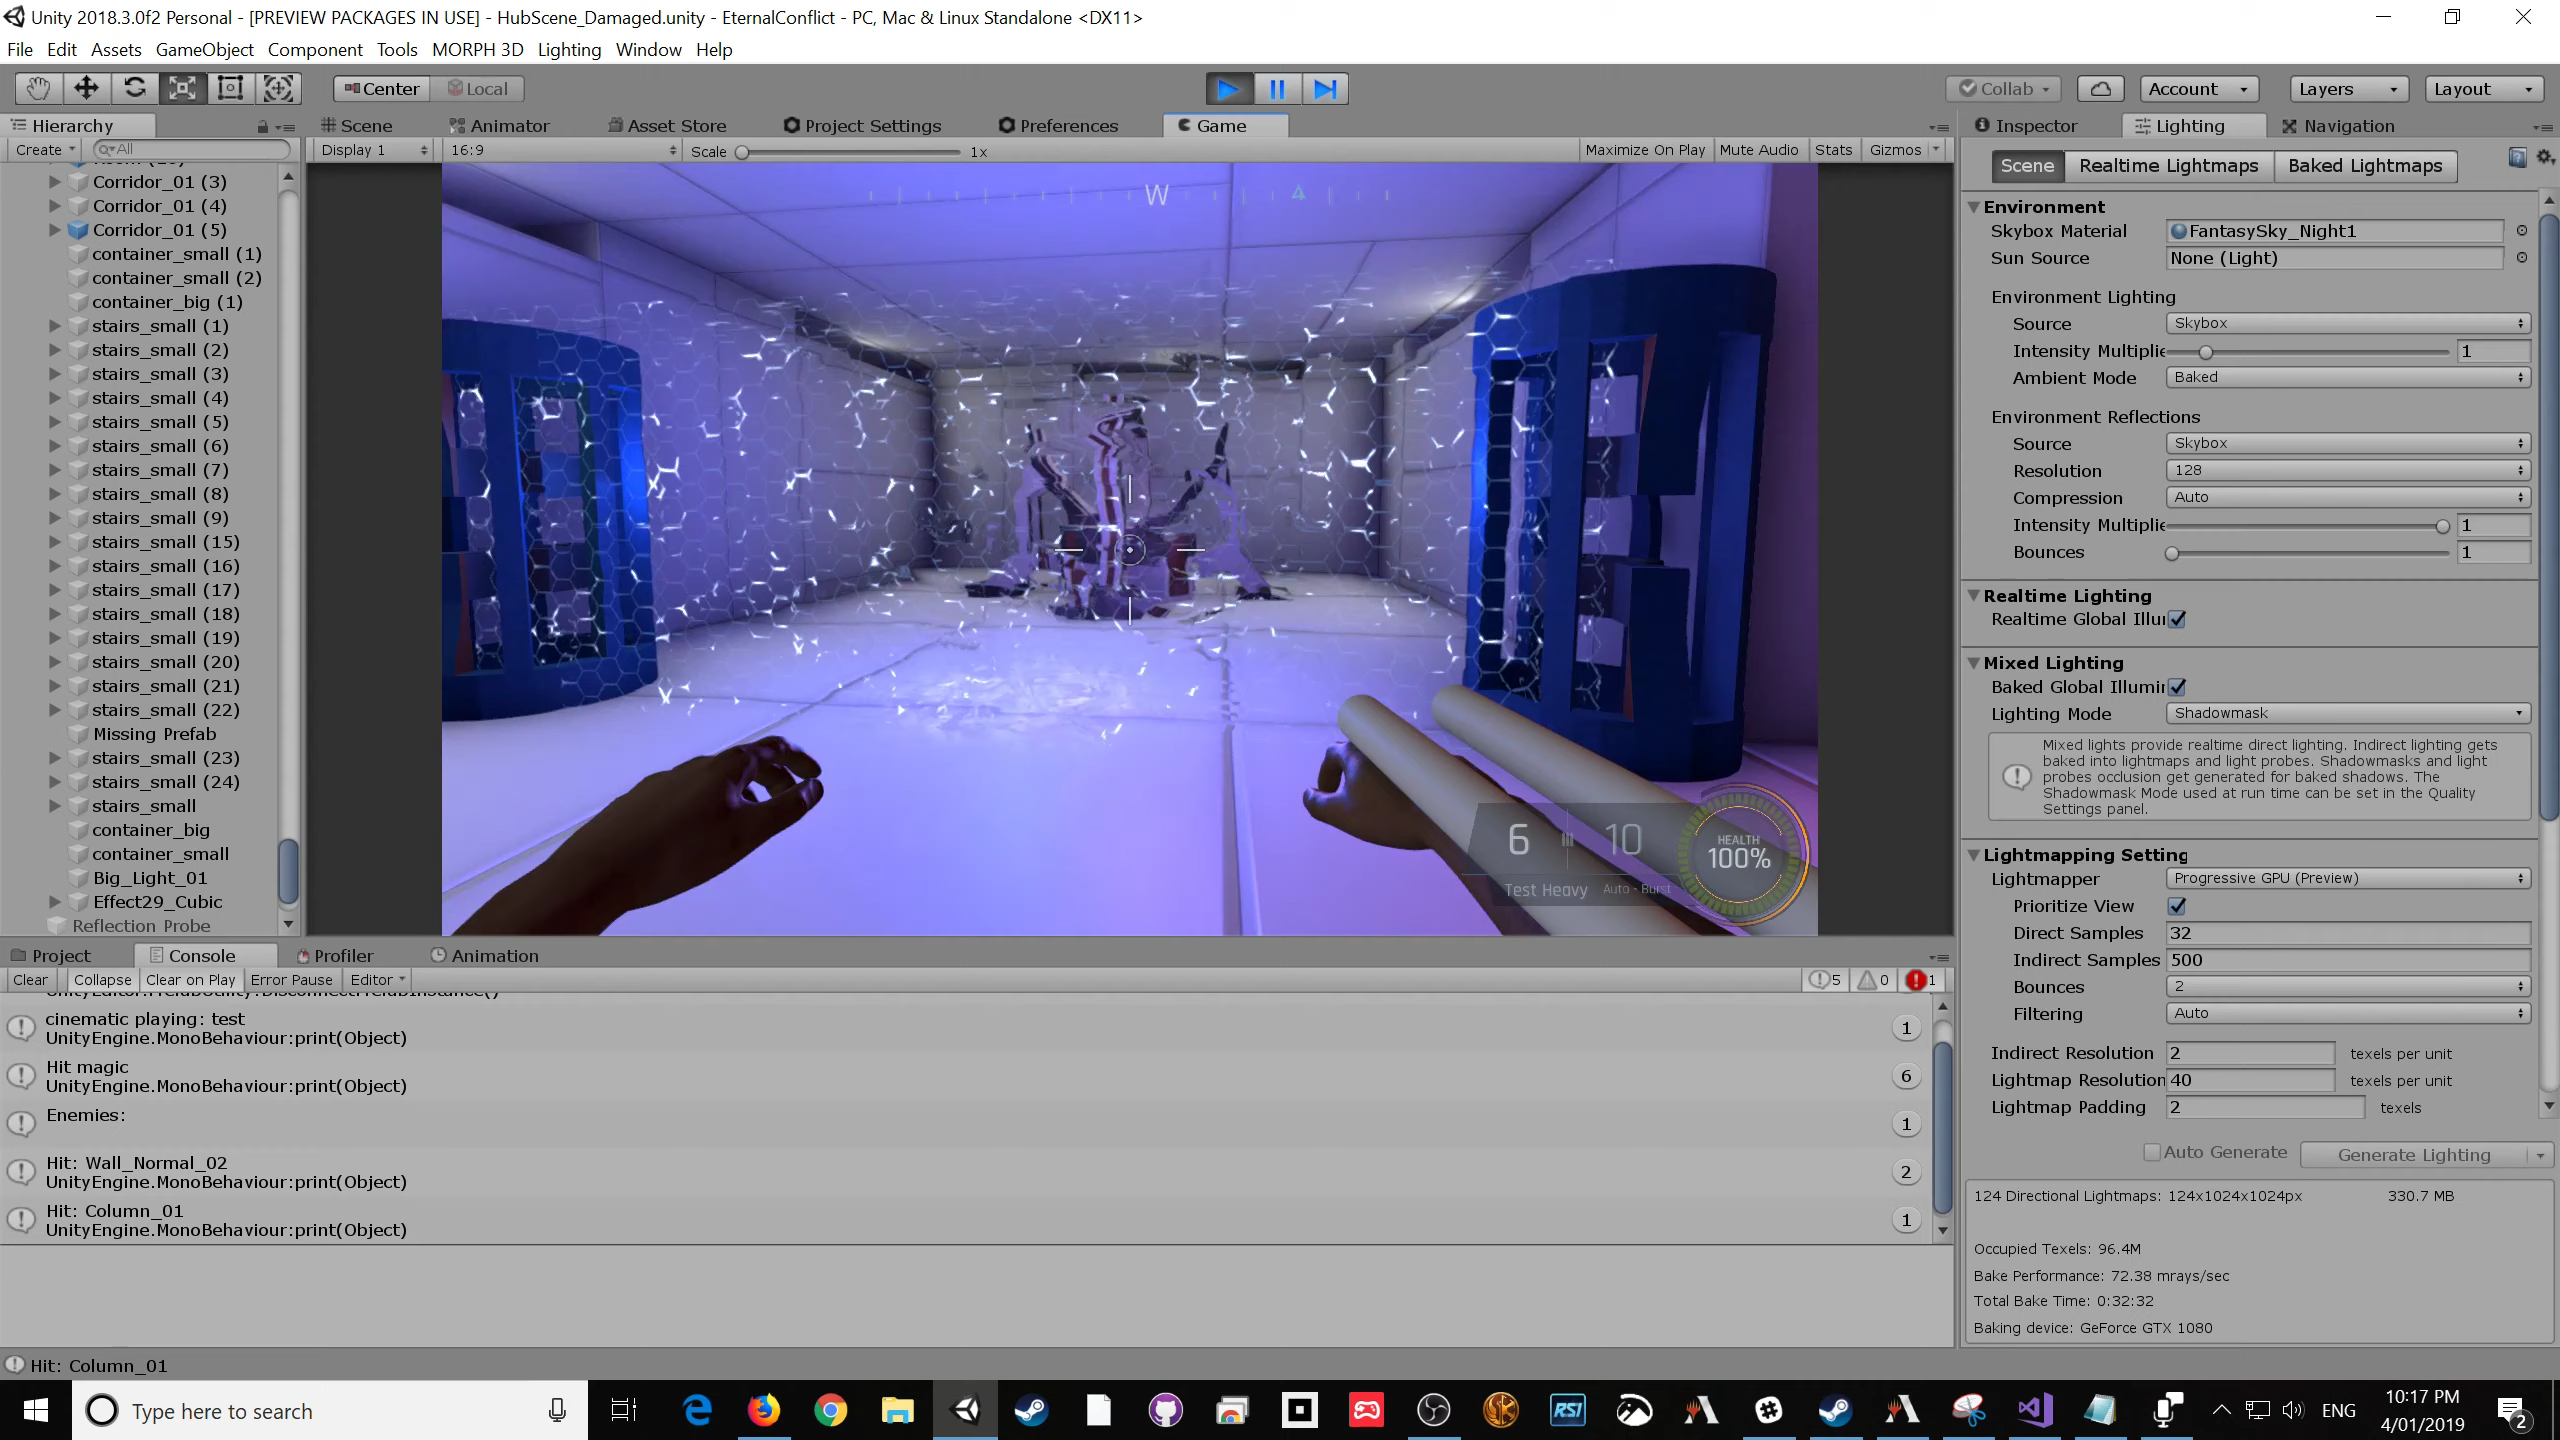 Unity 2018.3.0f2 Personal - [PREVIEW PACKAGES IN USE] - HubScene_Damaged.unity - EternalConflict - PC, Mac & Linux Standalone <DX11>
File Edit Assets GameObject Component Tools MORPH 3D Lighting Window Help
Center Local Collab Account Layers Layout
Hierarchy
Create All
Corridor_01 (3)
Corridor_01 (4)
Corridor_01 (5)
container_small (1)
container_small (2)
container_big (1)
stairs_small (1)
stairs_small (2)
stairs_small (3)
stairs_small (4)
stairs_small (5)
stairs_small (6)
stairs_small (7)
stairs_small (8)
stairs_small (9)
stairs_small (15)
stairs_small (16)
stairs_small (17)
stairs_small (18)
stairs_small (19)
stairs_small (20)
stairs_small (21)
stairs_small (22)
Missing Prefab
stairs_small (23)
stairs_small (24)
stairs_small
container_big
container_small
Big_Light_01
Effect29_Cubic
Reflection Probe
Scene Animator Asset Store Project Settings Preferences Game
Display 1 16:9 Scale 1x Maximize On Play Mute Audio Stats Gizmos
W
6 10
HEALTH
100%
Test Heavy Auto - Burst
Inspector Lighting Navigation
Scene Realtime Lightmaps Baked Lightmaps
Environment
Skybox Material FantasySky_Night1
Sun Source None (Light)
Environment Lighting
Source Skybox
Intensity Multiplie 1
Ambient Mode Baked
Environment Reflections
Source Skybox
Resolution 128
Compression Auto
Intensity Multiplie 1
Bounces 1
Realtime Lighting
Realtime Global Illu
Mixed Lighting
Baked Global Illumi
Lighting Mode Shadowmask
Mixed lights provide realtime direct lighting. Indirect lighting gets
baked into lightmaps and light probes. Shadowmasks and light
probes occlusion get generated for baked shadows. The
Shadowmask Mode used at run time can be set in the Quality
Settings panel.
Lightmapping Setting
Lightmapper Progressive GPU (Preview)
Prioritize View
Direct Samples 32
Indirect Samples 500
Bounces 2
Filtering Auto
Indirect Resolution 2 texels per unit
Lightmap Resolution 40 texels per unit
Lightmap Padding 2 texels
Auto Generate Generate Lighting
124 Directional Lightmaps: 124x1024x1024px 330.7 MB
Occupied Texels: 96.4M
Bake Performance: 72.38 mrays/sec
Total Bake Time: 0:32:32
Baking device: GeForce GTX 1080
Project Console Profiler Animation
Clear Collapse Clear on Play Error Pause Editor 5 0 1
cinematic playing: test
UnityEngine.MonoBehaviour:print(Object) 1
Hit magic
UnityEngine.MonoBehaviour:print(Object) 6
Enemies: 1
Hit: Wall_Normal_02
UnityEngine.MonoBehaviour:print(Object) 2
Hit: Column_01
UnityEngine.MonoBehaviour:print(Object) 1
Hit: Column_01
Type here to search
RSI
ENG
10:17 PM
4/01/2019
2